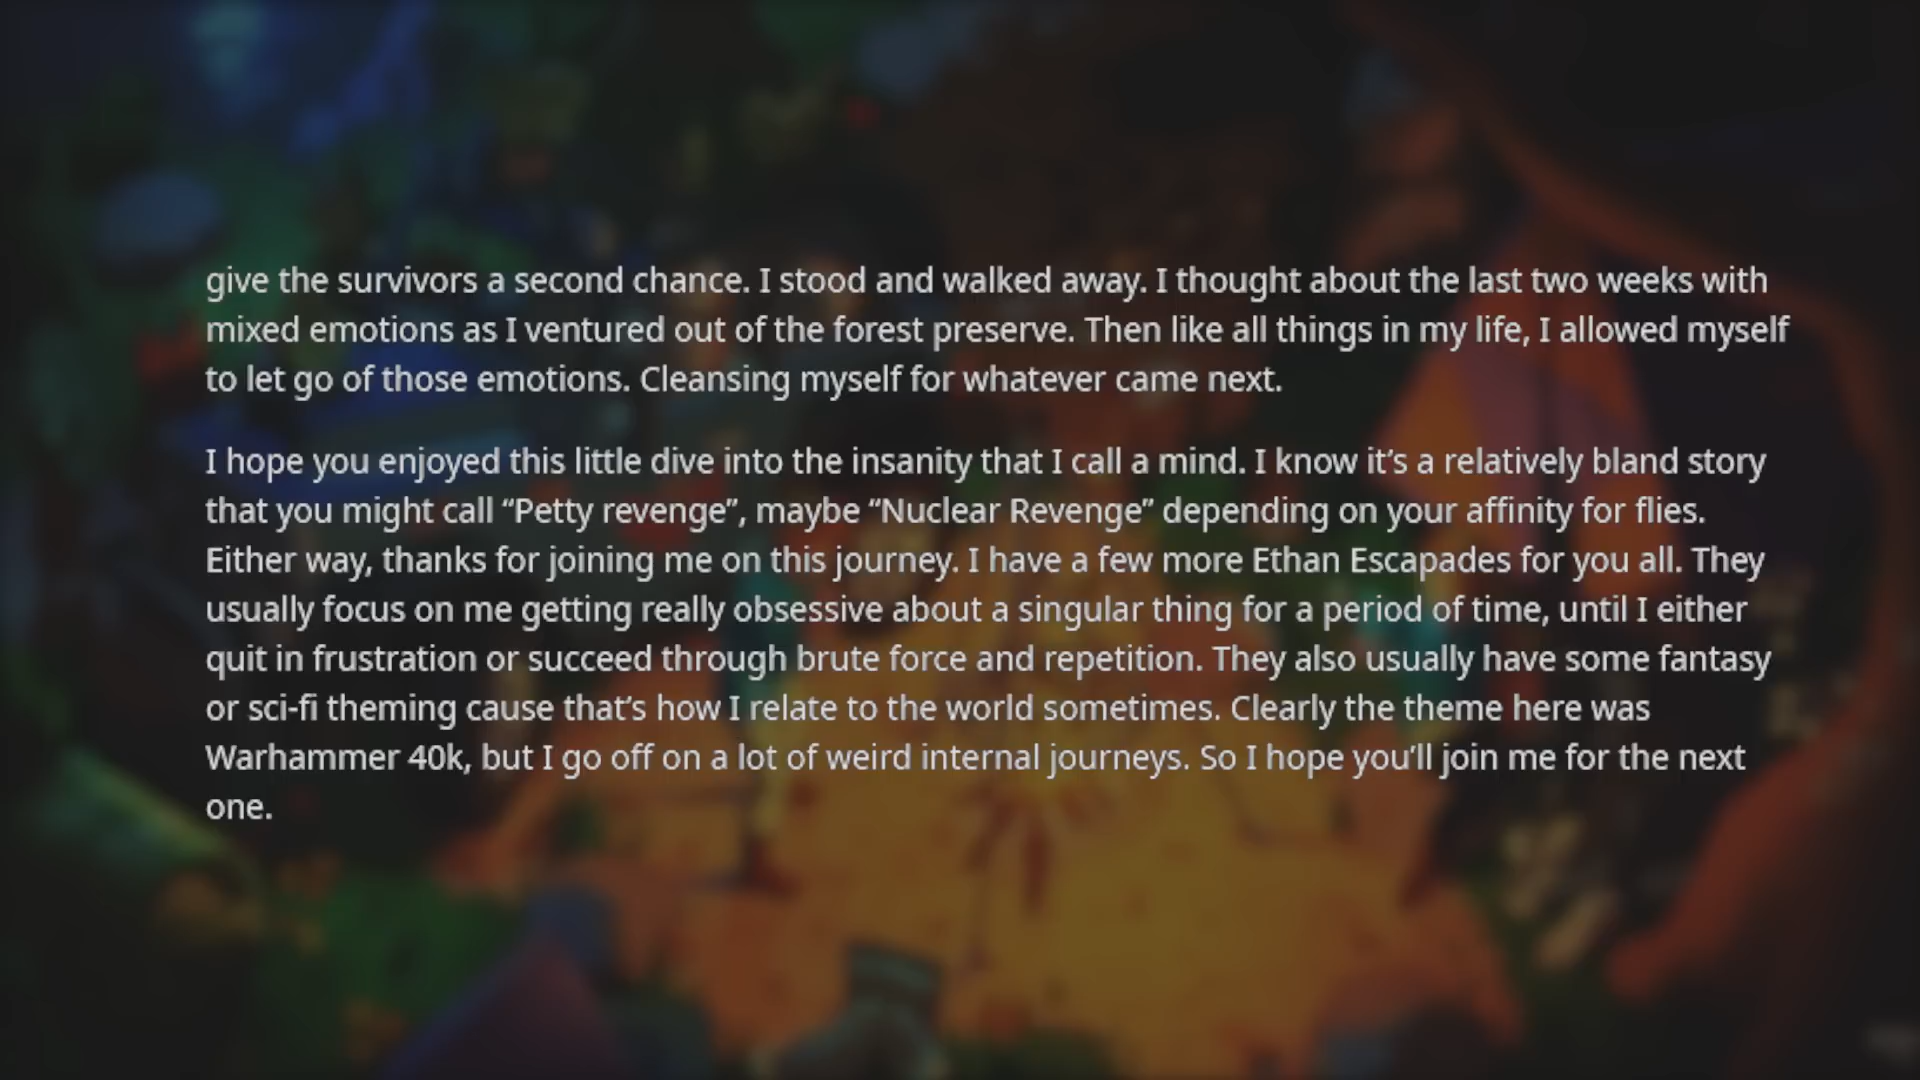 give the survivors a second chance. I stood and walked away. I thought about the last two weeks with
mixed emotions as I ventured out of the forest preserve. Then like all things in my life, I allowed myself
to let go of those emotions. Cleansing myself for whatever came next.
I hope you enjoyed this little dive into the insanity that I call a mind. I know it’s a relatively bland story
that you might call “Petty revenge”, maybe “Nuclear Revenge” depending on your affinity for flies.
Either way, thanks for joining me on this journey. I have a few more Ethan Escapades for you all. They
usually focus on me getting really obsessive about a singular thing for a period of time, until I either
quit in frustration or succeed through brute force and repetition. They also usually have some fantasy
or sci-fi theming cause that’s how I relate to the world sometimes. Clearly the theme here was
Warhammer 40k, but I go off on a lot of weird internal journeys. So I hope you’ll join me for the next
one.